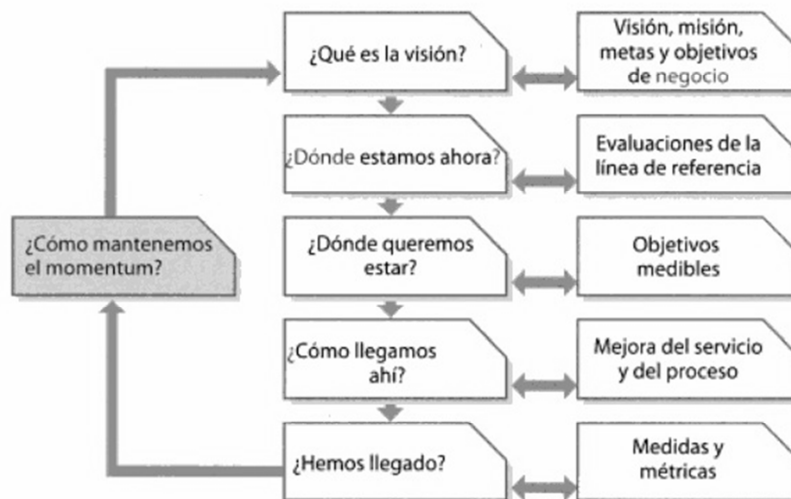 ¿Qué es la visión?
Visión, misión,
metas y objetivos
de negocio
¿Dónde estamos ahora?
Evaluaciones de la
línea de referencia
¿Cómo mantenemos
el momentum?
¿Dónde queremos
estar?
Objetivos
medibles
¿Cómo llegamos
ahí?
Mejora del servicio
y del proceso
¿Hemos llegado?
Medidas y
métricas